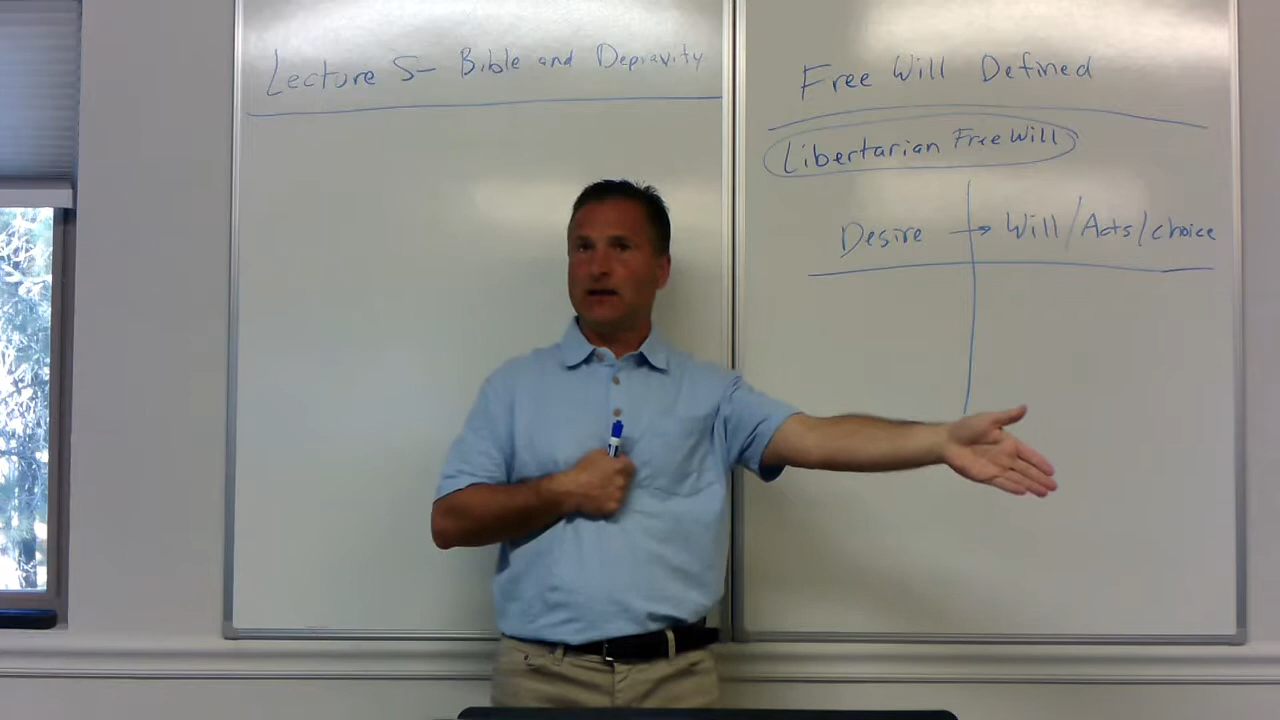 Lecture 5- Bible and Depravity
Free Will Defined
Libertarian Free Will
Desire → Will/Acts/choice